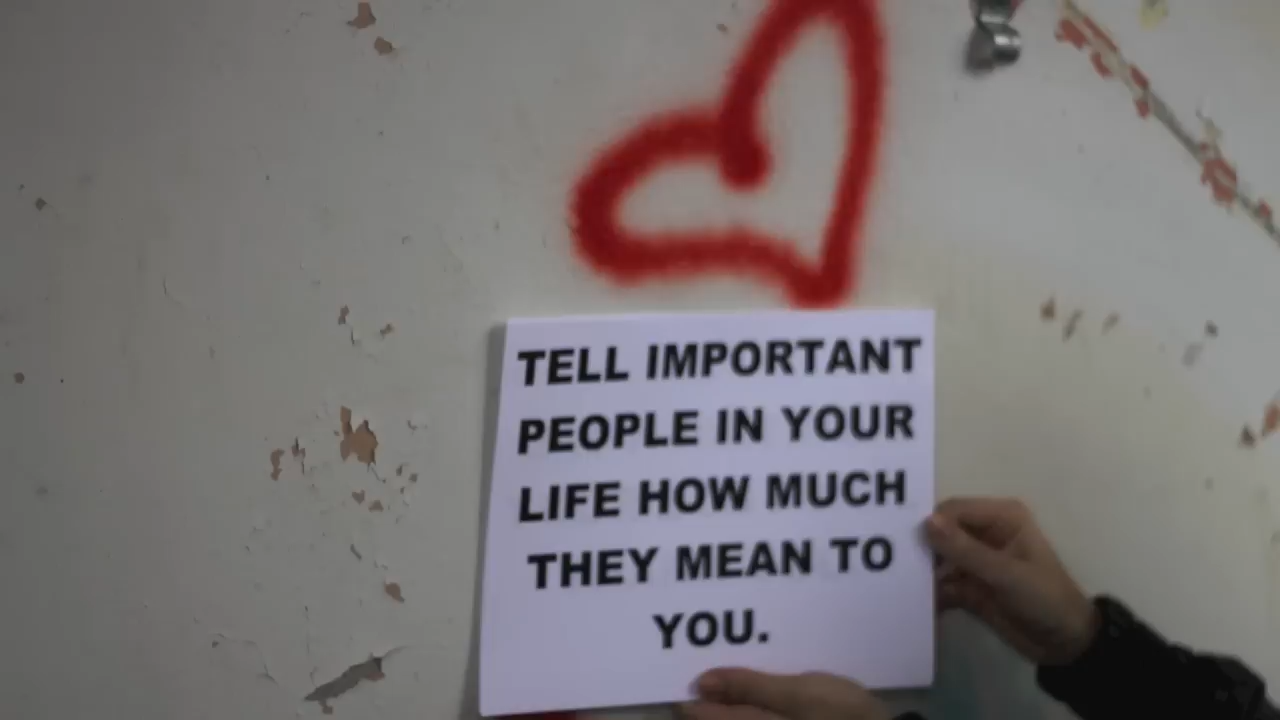 TELL IMPORTANT
PEOPLE IN YOUR
LIFE HOW MUCH
THEY MEAN TO
YOU.